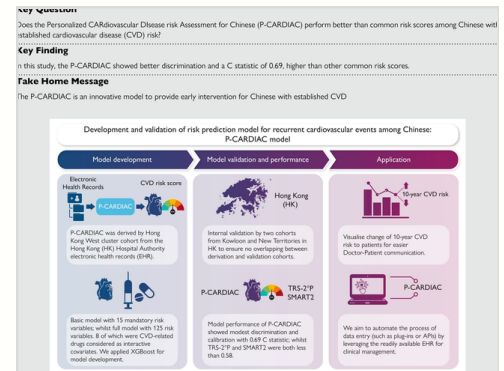 Key Question
Does the Personalized CARdiovascular DIsease risk Assessment for Chinese (P-CARDIAC) perform better than common risk scores among Chinese with
established cardiovascular disease (CVD) risk?
Key Finding
In this study, the P-CARDIAC showed better discrimination and a C statistic of 0.69, higher than other common risk scores.
Take Home Message
The P-CARDIAC is an innovative model to provide early intervention for Chinese with established CVD
Development and validation of risk prediction model for recurrent cardiovascular events among Chinese:
P-CARDIAC model
Model development
Model validation and performance
Application
Electronic
Health Records
CVD risk score
P-CARDIAC
P-CARDIAC was derived by Hong
Kong West cluster cohort from the
Hong Kong (HK) Hospital Authority
electronic health records (EHR).
Basic model with 15 mandatory risk
variables; whilst full model with 125 risk
variables. 8 of which were CVD-related
drugs considered as interactive
covariates. We applied XGBoost for
model development.
Hong Kong
(HK)
Internal validation by two cohorts
from Kowloon and New Territories in
HK to ensure no overlapping between
derivation and validation cohorts.
P-CARDIAC
TRS-2°P
SMART2
Model performance of P-CARDIAC
showed modest discrimination and
calibration with 0.69 C statistic; whilst
TRS-2°P and SMART2 were both less
than 0.58.
10-year CVD risk
Visualise change of 10-year CVD
risk to patients for easier
Doctor-Patient communication.
P-CARDIAC
We aim to automate the process of
data entry (such as plug-ins or APIs) by
leveraging the readily available EHR for
clinical management.